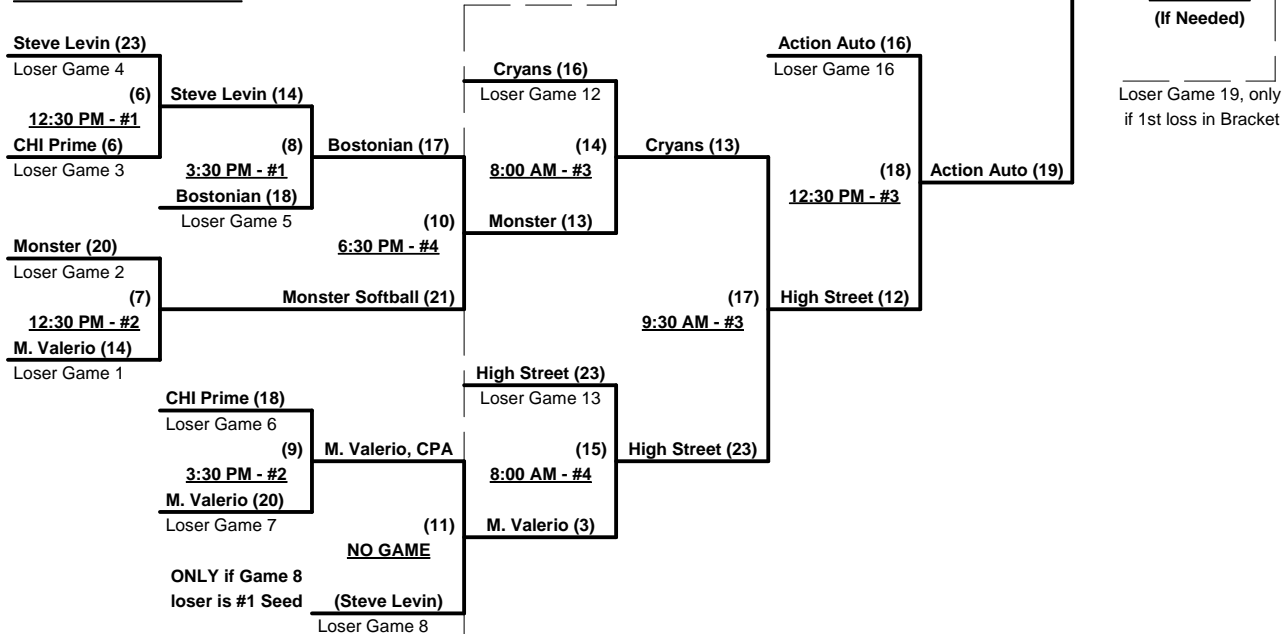 (If Needed)
Steve Levin (23)
Action Auto (16)
Loser Game 4
Cryans (16)
Loser Game 16
(6)
Steve Levin (14)
Loser Game 12
Loser Game 19, only
12:30 PM - #1
if 1st loss in Bracket
CHI Prime (6)
(8)
Bostonian (17)
(14)
Cryans (13)
Loser Game 3
3:30 PM - #1
8:00 AM - #3
(18)
Action Auto (19)
Bostonian (18)
12:30 PM - #3
Loser Game 5
(10)
Monster (13)
Monster (20)
6:30 PM - #4
Loser Game 2
(7)
Monster Softball (21)
(17)
High Street (12)
12:30 PM - #2
9:30 AM - #3
M. Valerio (14)
Loser Game 1
High Street (23)
CHI Prime (18)
Loser Game 13
Loser Game 6
(9)
M. Valerio, CPA
(15)
High Street (23)
3:30 PM - #2
8:00 AM - #4
M. Valerio (20)
Loser Game 7
(11)
M. Valerio (3)
NO GAME
ONLY if Game 8
loser is #1 Seed
(Steve Levin)
Loser Game 8